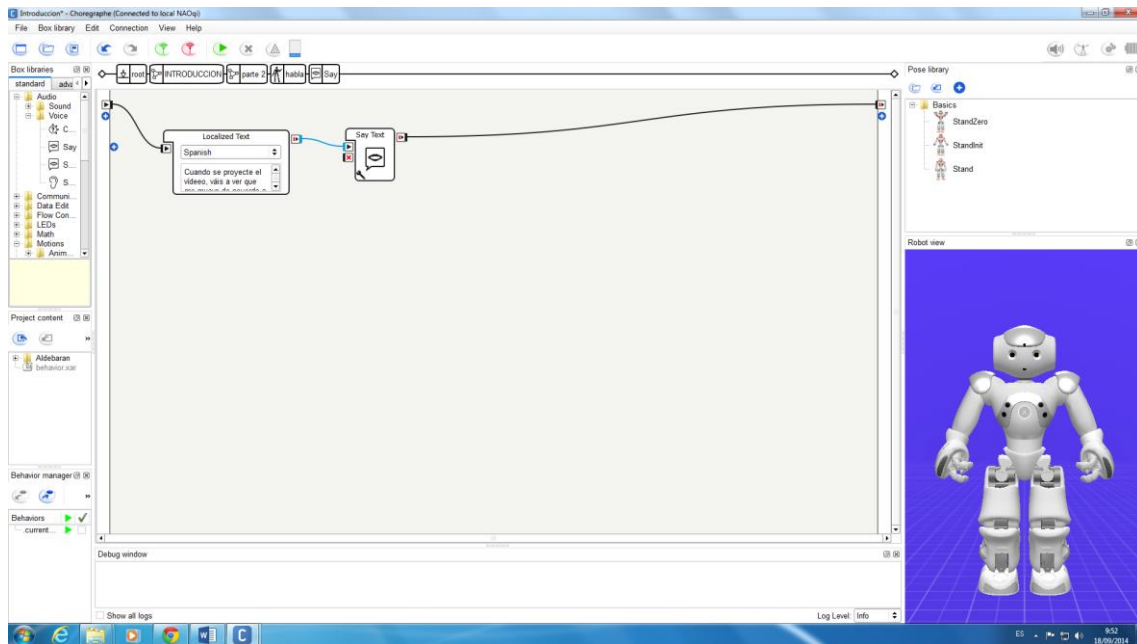 Introduccion* - Choregraphe (Connected to local NAOqi)
File Box library Edit Connection View Help
Box libraries
standard
Audio
Sound
Voice
C...
Say
S...
S...
Communi...
Data Edit
Flow Con...
LEDs
Math
Motions
Anim...
Project content
Aldebaran
behavior.xar
Behavior manager
Behaviors
current...
root INTRODUCCION parte 2 habla Say
Localized Text
Spanish
Cuando se proyecte el
vídeeo, váis a ver que
Say Text
Debug window
Show all logs
Log Level: Info
Pose library
Basics
StandZero
StandInit
Stand
Robot view
ES
9:52
18/09/2014